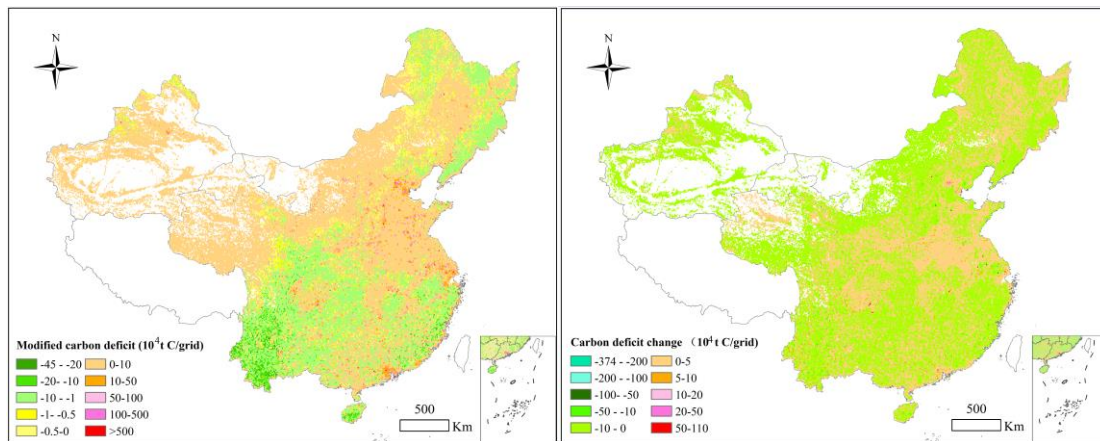 N
Modified carbon deficit (10⁴t C/grid)
-45 - -20
-20 - -10
-10 - -1
-1 - -0.5
-0.5-0
0-10
10-50
50-100
100-500
>500
500
Km
N
Carbon deficit change （10⁴t C/grid)
-374 - -200
-200 - -100
-100- -50
-50 - -10
-10 - 0
0-5
5-10
10-20
20-50
50-110
500
Km